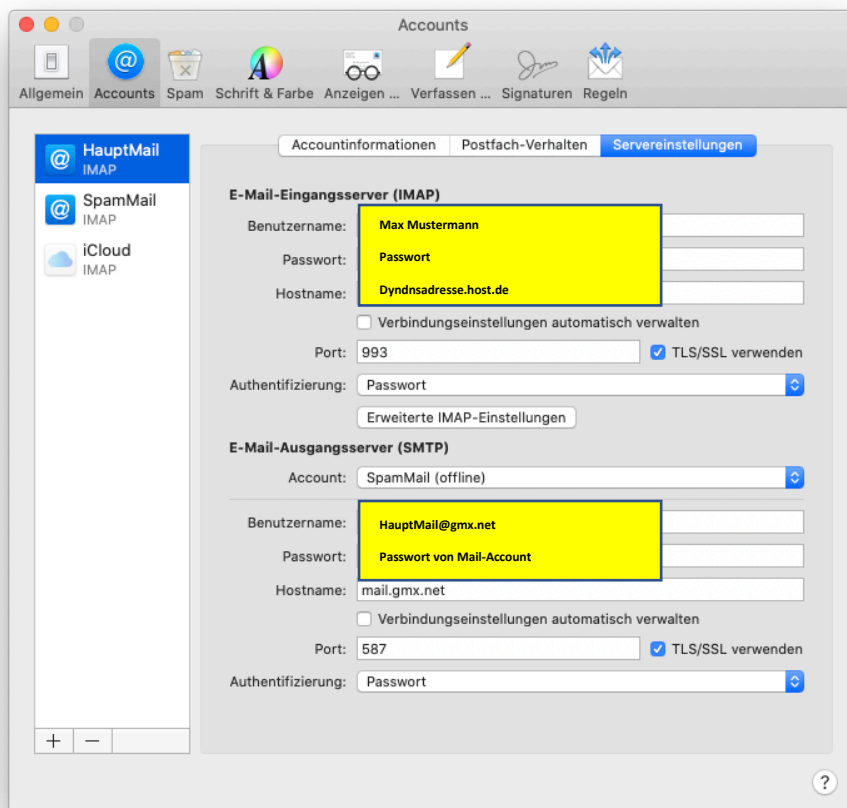 Accounts
Allgemein Accounts Spam Schrift & Farbe Anzeigen ... Verfassen ... Signaturen Regeln
HauptMail
IMAP
SpamMail
IMAP
iCloud
IMAP
Accountinformationen Postfach-Verhalten Servereinstellungen
E-Mail-Eingangsserver (IMAP)
Benutzername: Max Mustermann
Passwort: Passwort
Hostname: Dyndnsadresse.host.de
Verbindungseinstellungen automatisch verwalten
Port: 993 TLS/SSL verwenden
Authentifizierung: Passwort
Erweiterte IMAP-Einstellungen
E-Mail-Ausgangsserver (SMTP)
Account: SpamMail (offline)
Benutzername: HauptMail@gmx.net
Passwort: Passwort von Mail-Account
Hostname: mail.gmx.net
Verbindungseinstellungen automatisch verwalten
Port: 587 TLS/SSL verwenden
Authentifizierung: Passwort
+ −
?